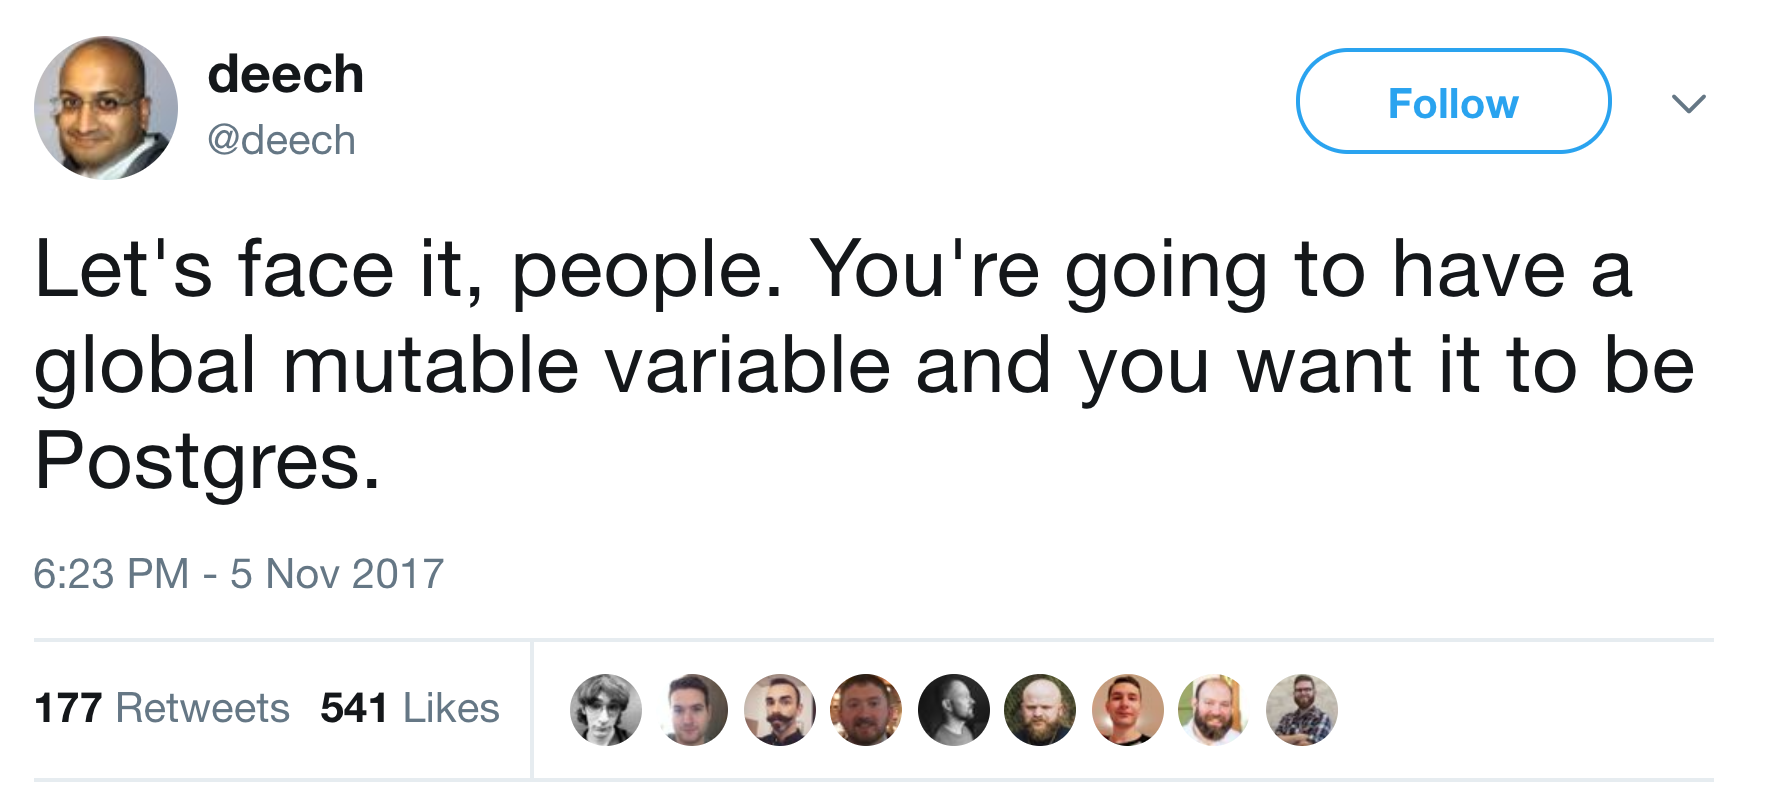 deech
@deech
Follow
Let's face it, people. You're going to have a
global mutable variable and you want it to be
Postgres.
6:23 PM - 5 Nov 2017
177 Retweets 541 Likes